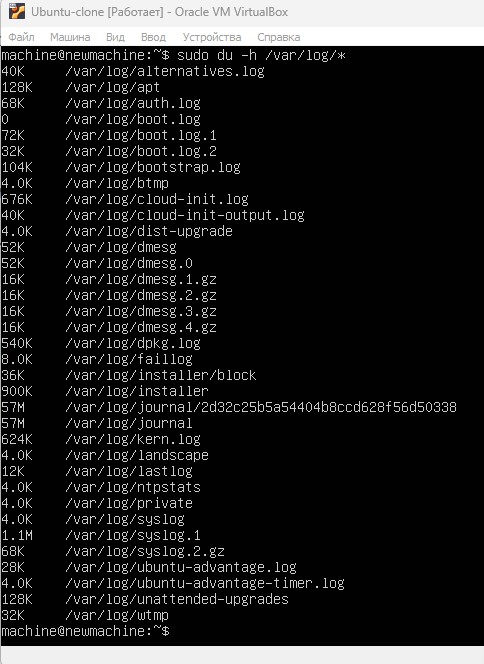 Ubuntu-clone [Работает] - Oracle VM VirtualBox
Файл Машина Вид Ввод Устройства Справка
machine@newmachine:~$ sudo du -h /var/log/*
40K /var/log/alternatives.log
128K /var/log/apt
68K /var/log/auth.log
0 /var/log/boot.log
72K /var/log/boot.log.1
32K /var/log/boot.log.2
104K /var/log/bootstrap.log
4.0K /var/log/btmp
676K /var/log/cloud-init.log
40K /var/log/cloud-init-output.log
4.0K /var/log/dist-upgrade
52K /var/log/dmesg
52K /var/log/dmesg.0
16K /var/log/dmesg.1.gz
16K /var/log/dmesg.2.gz
16K /var/log/dmesg.3.gz
16K /var/log/dmesg.4.gz
540K /var/log/dpkg.log
8.0K /var/log/faillog
36K /var/log/installer/block
900K /var/log/installer
57M /var/log/journal/2d32c25b5a54404b8ccd628f56d50338
57M /var/log/journal
624K /var/log/kern.log
4.0K /var/log/landscape
12K /var/log/lastlog
4.0K /var/log/ntpstats
4.0K /var/log/private
4.0K /var/log/syslog
1.1M /var/log/syslog.1
68K /var/log/syslog.2.gz
28K /var/log/ubuntu-advantage.log
4.0K /var/log/ubuntu-advantage-timer.log
128K /var/log/unattended-upgrades
32K /var/log/wtmp
machine@newmachine:~$